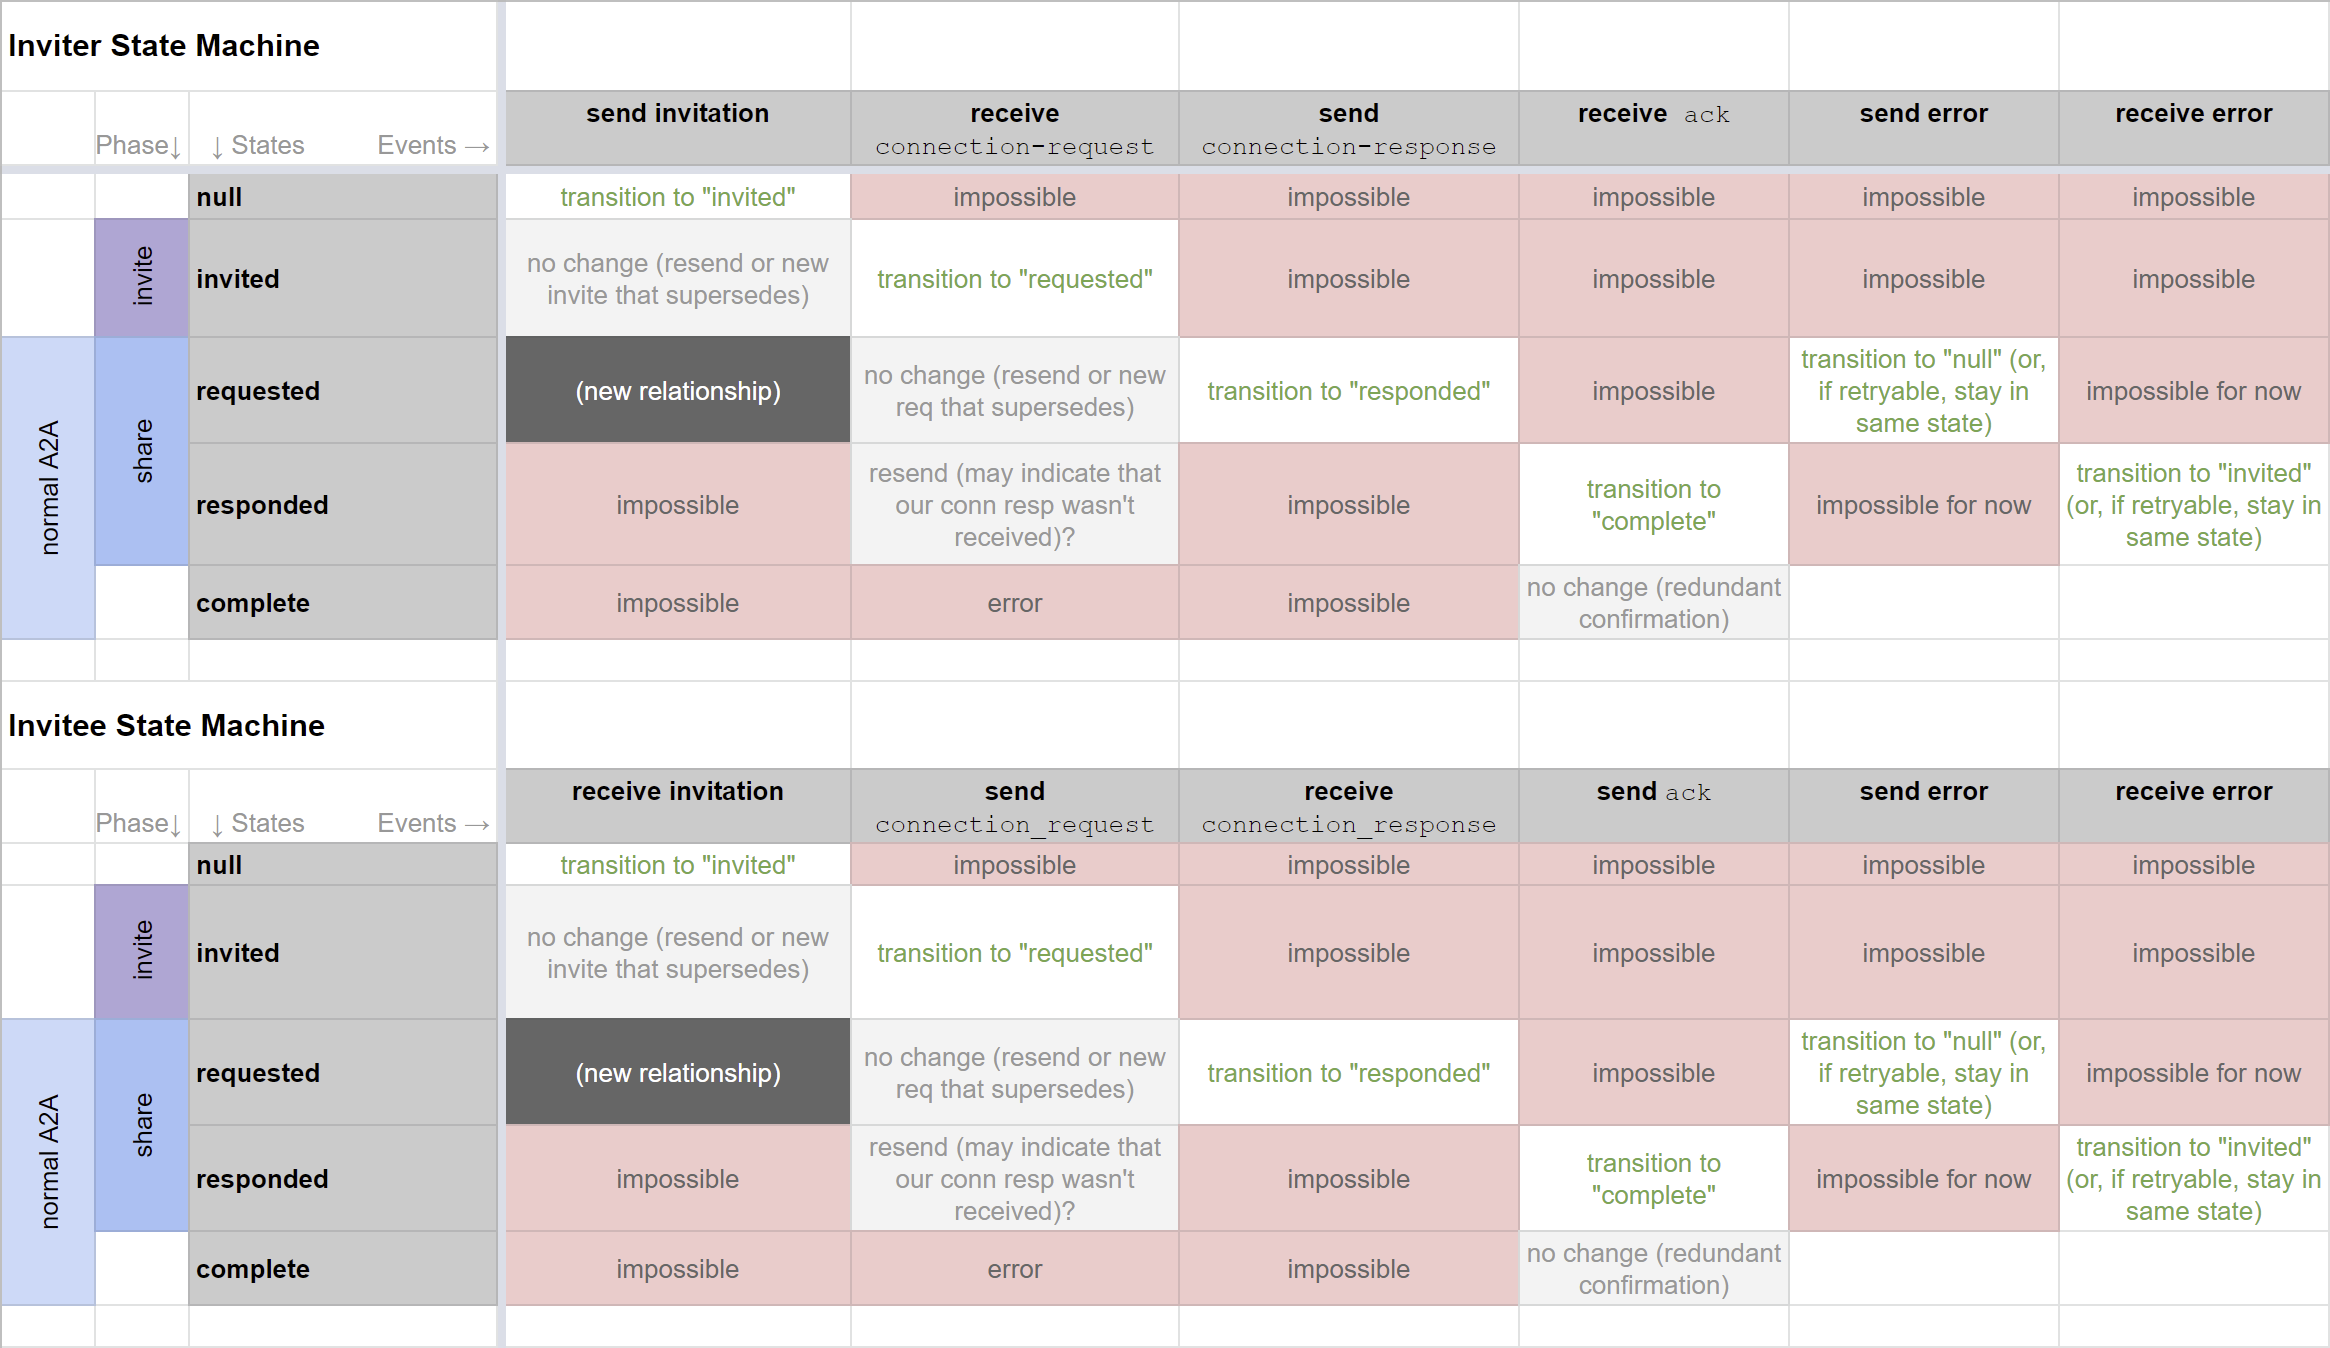 Inviter State Machine
send invitation
receive
connection-request
send
connection-response
receive ack
send error
receive error
Phase↓
↓ States
Events →
null
transition to "invited"
impossible
impossible
impossible
impossible
impossible
invite
invited
no change (resend or new
invite that supersedes)
transition to "requested"
impossible
impossible
impossible
impossible
normal A2A
share
requested
(new relationship)
no change (resend or new
req that supersedes)
transition to "responded"
impossible
transition to "null" (or,
if retryable, stay in
same state)
impossible for now
responded
impossible
resend (may indicate that
our conn resp wasn't
received)?
impossible
transition to
"complete"
impossible for now
transition to "invited"
(or, if retryable, stay in
same state)
complete
impossible
error
impossible
no change (redundant
confirmation)
Invitee State Machine
receive invitation
send
connection_request
receive
connection_response
send ack
send error
receive error
Phase↓
↓ States
Events →
null
transition to "invited"
impossible
impossible
impossible
impossible
impossible
invite
invited
no change (resend or new
invite that supersedes)
transition to "requested"
impossible
impossible
impossible
impossible
normal A2A
share
requested
(new relationship)
no change (resend or new
req that supersedes)
transition to "responded"
impossible
transition to "null" (or,
if retryable, stay in
same state)
impossible for now
responded
impossible
resend (may indicate that
our conn resp wasn't
received)?
impossible
transition to
"complete"
impossible for now
transition to "invited"
(or, if retryable, stay in
same state)
complete
impossible
error
impossible
no change (redundant
confirmation)